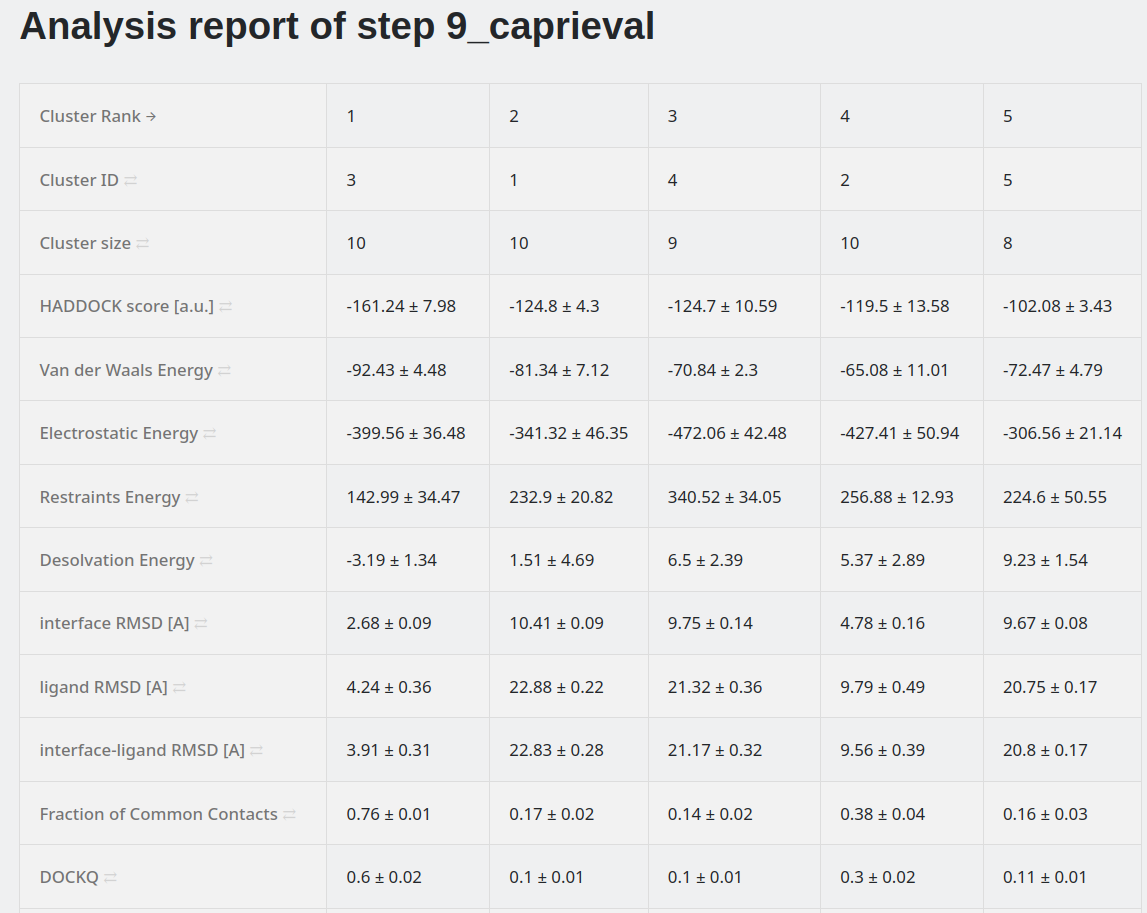 Analysis report of step 9_caprieval
Cluster Rank → 1 2 3 4 5
Cluster ID ⇄ 3 1 4 2 5
Cluster size ⇄ 10 10 9 10 8
HADDOCK score [a.u.] ⇄ -161.24 ± 7.98 -124.8 ± 4.3 -124.7 ± 10.59 -119.5 ± 13.58 -102.08 ± 3.43
Van der Waals Energy ⇄ -92.43 ± 4.48 -81.34 ± 7.12 -70.84 ± 2.3 -65.08 ± 11.01 -72.47 ± 4.79
Electrostatic Energy ⇄ -399.56 ± 36.48 -341.32 ± 46.35 -472.06 ± 42.48 -427.41 ± 50.94 -306.56 ± 21.14
Restraints Energy ⇄ 142.99 ± 34.47 232.9 ± 20.82 340.52 ± 34.05 256.88 ± 12.93 224.6 ± 50.55
Desolvation Energy ⇄ -3.19 ± 1.34 1.51 ± 4.69 6.5 ± 2.39 5.37 ± 2.89 9.23 ± 1.54
interface RMSD [A] ⇄ 2.68 ± 0.09 10.41 ± 0.09 9.75 ± 0.14 4.78 ± 0.16 9.67 ± 0.08
ligand RMSD [A] ⇄ 4.24 ± 0.36 22.88 ± 0.22 21.32 ± 0.36 9.79 ± 0.49 20.75 ± 0.17
interface-ligand RMSD [A] ⇄ 3.91 ± 0.31 22.83 ± 0.28 21.17 ± 0.32 9.56 ± 0.39 20.8 ± 0.17
Fraction of Common Contacts ⇄ 0.76 ± 0.01 0.17 ± 0.02 0.14 ± 0.02 0.38 ± 0.04 0.16 ± 0.03
DOCKQ ⇄ 0.6 ± 0.02 0.1 ± 0.01 0.1 ± 0.01 0.3 ± 0.02 0.11 ± 0.01